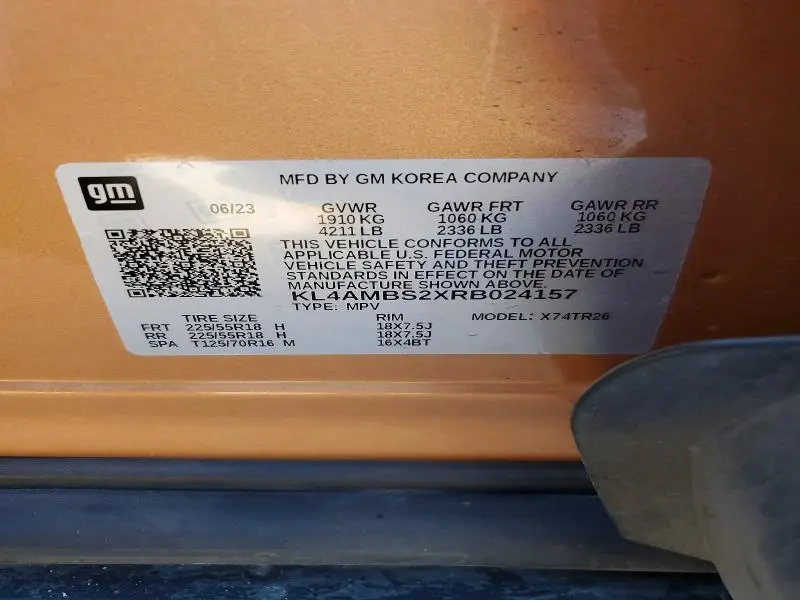 gm
MFD BY GM KOREA COMPANY
06/23 GVWR GAWR FRT GAWR RR
1910 KG 1060 KG 1060 KG
4211 LB 2336 LB 2336 LB
THIS VEHICLE CONFORMS TO ALL
APPLICABLE U.S. FEDERAL MOTOR
VEHICLE SAFETY AND THEFT PREVENTION
STANDARDS IN EFFECT ON THE DATE OF
MANUFACTURE SHOWN ABOVE.
KL4AMBS2XRB024157
TYPE: MPV MODEL: X74TR26
TIRE SIZE RIM
FRT 225/55R18 H 18X7.5J
RR 225/55R18 H 18X7.5J
SPA T125/70R16 M 16X4BT